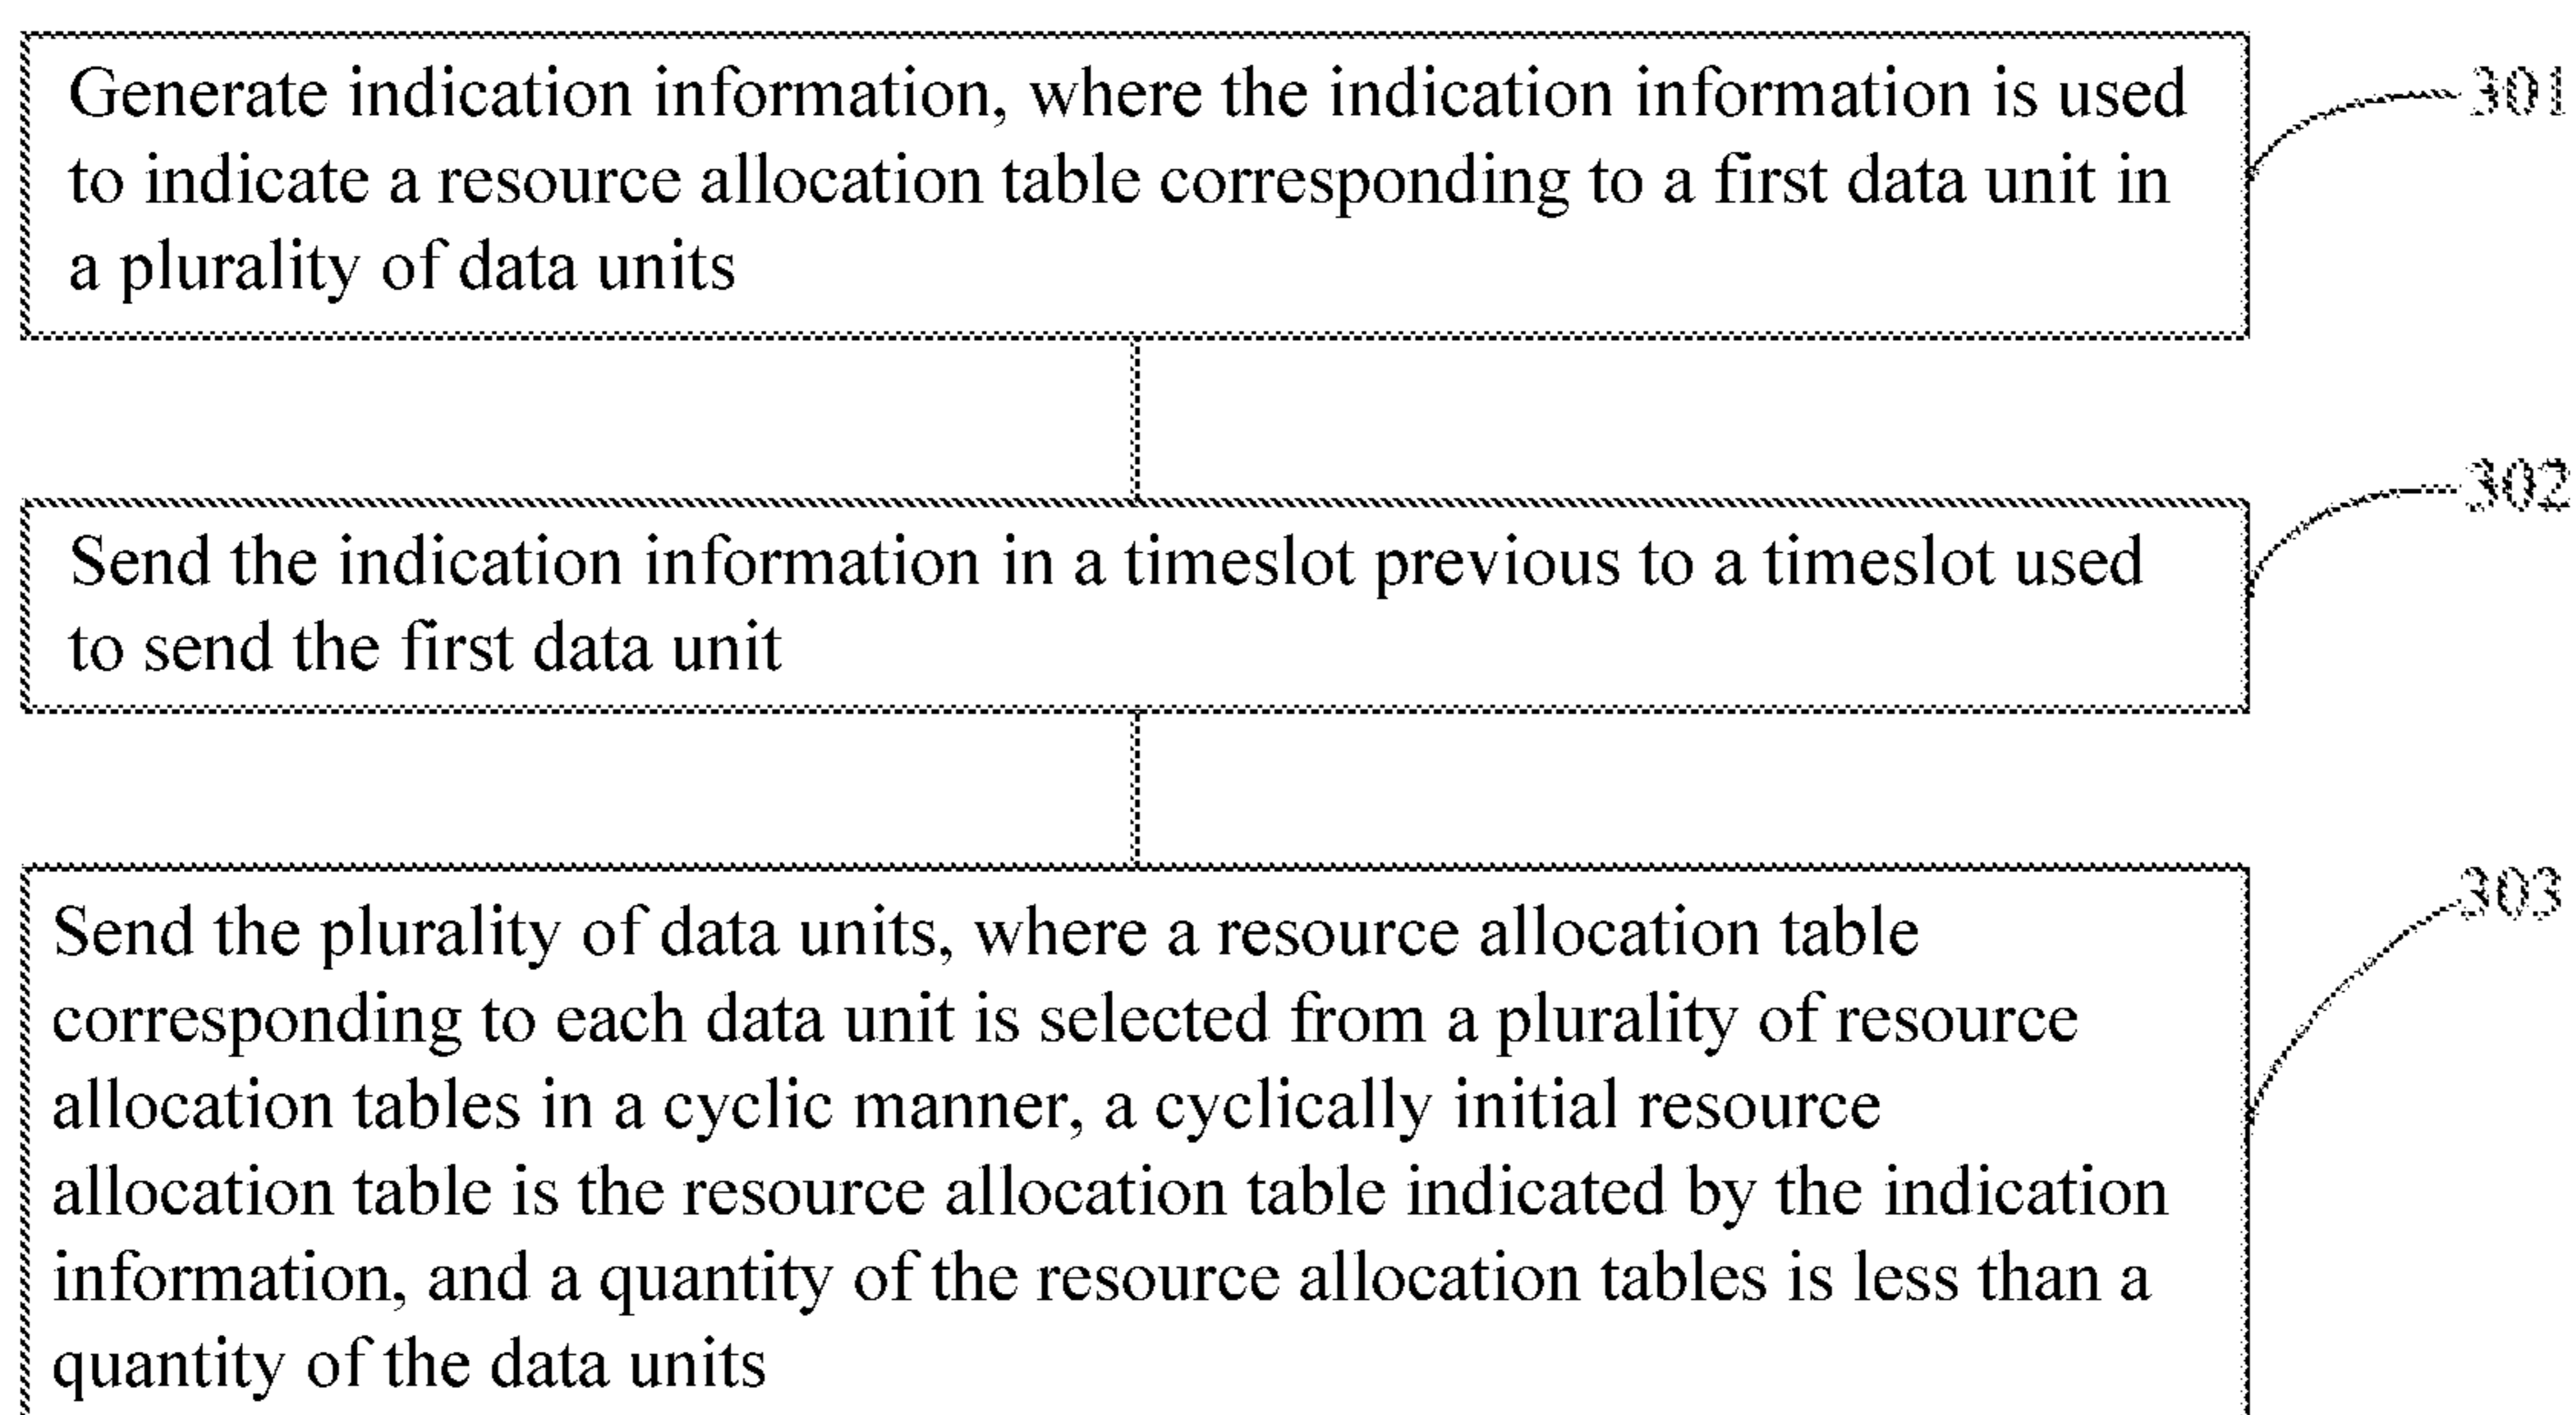 Generate indication information, where the indication information is used
to indicate a resource allocation table corresponding to a first data unit in
a plurality of data units
301
Send the indication information in a timeslot previous to a timeslot used
to send the first data unit
302
Send the plurality of data units, where a resource allocation table
corresponding to each data unit is selected from a plurality of resource
allocation tables in a cyclic manner, a cyclically initial resource
allocation table is the resource allocation table indicated by the indication
information, and a quantity of the resource allocation tables is less than a
quantity of the data units
303